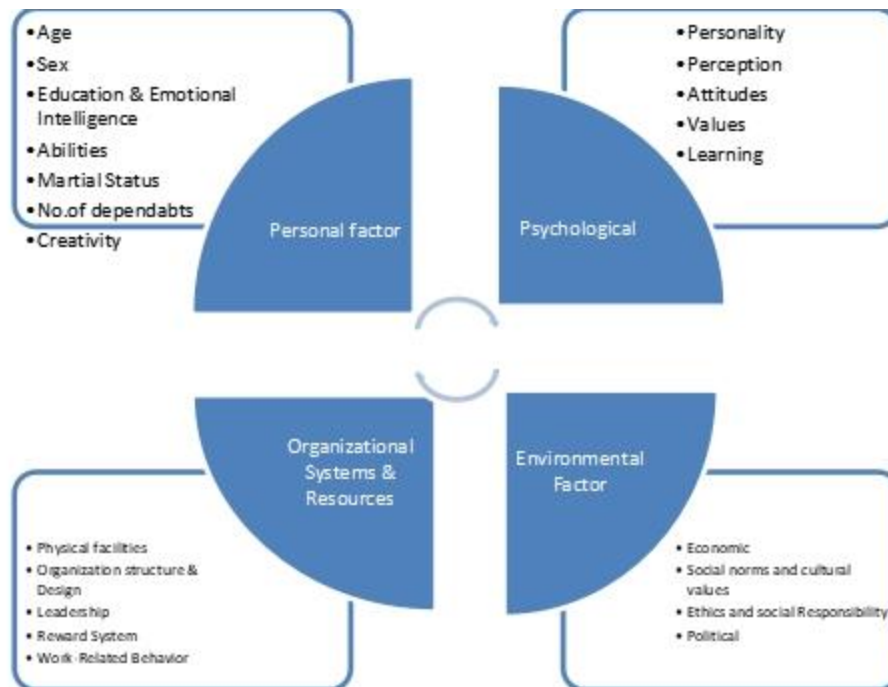 •Age
•Sex
•Education & Emotional
Intelligence
•Abilities
•Martial Status
•No.of dependabts
•Creativity
Personal factor
•Personality
•Perception
•Attitudes
•Values
•Learning
Psychological
Organizational
Systems &
Resources
• Physical facilities
• Organization structure &
Design
• Leadership
• Reward System
• Work-Related Behavior
Environmental
Factor
• Economic
• Social norms and cultural
values
• Ethics and social Responsibility
• Political